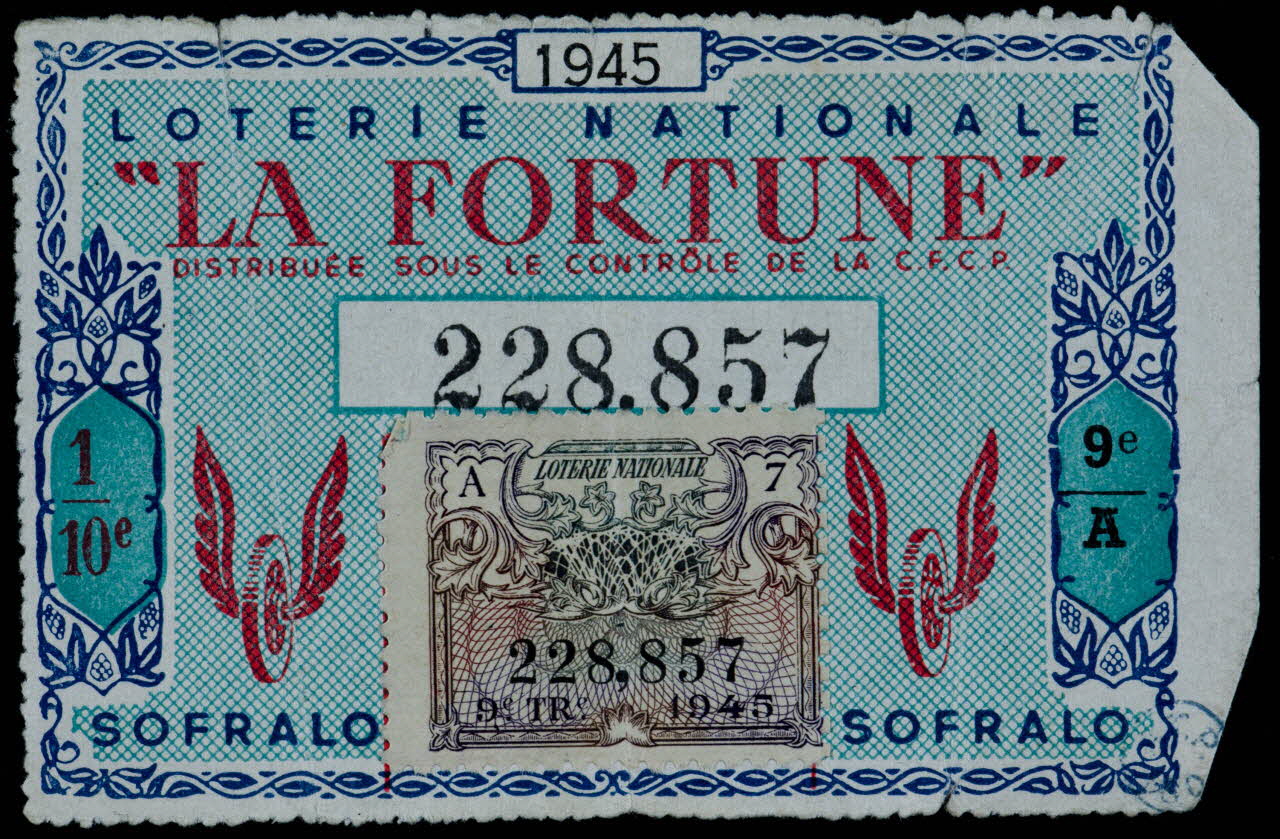 1945
LOTERIE NATIONALE
"LA FORTUNE"
DISTRIBUÉE SOUS LE CONTRÔLE DE LA C.F.C.P.
228.857
1/10e
9e/A
A LOTERIE NATIONALE 7
228,857
9e TRe 1945
SOFRALO
SOFRALO